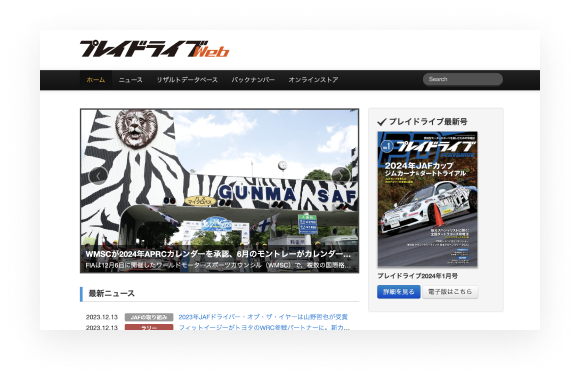 プレイドライブWeb
ホーム ニュース リザルトデータベース バックナンバー オンラインストア
Search
マイクロバス
GUNMA SAF
WMSCが2024年APRCカレンダーを承認、6月のモントレーがカレンダー...
FIAは12月6日に開催したワールドモータースポーツカウンシル（WMSC）で、複数の国際格...
プレイドライブ最新号
プレイドライブ
2024年JAFカップ
ジムカーナ&ダートトライアル
プレイドライブ2024年1月号
詳細を見る 電子版はこちら
最新ニュース
2023.12.13 JAFの取り組み 2023年JAFドライバー・オブ・ザ・イヤーは山野哲也が受賞
2023.12.13 ラリー フィットイージーがトヨタのWRC参戦パートナーに。新カ...